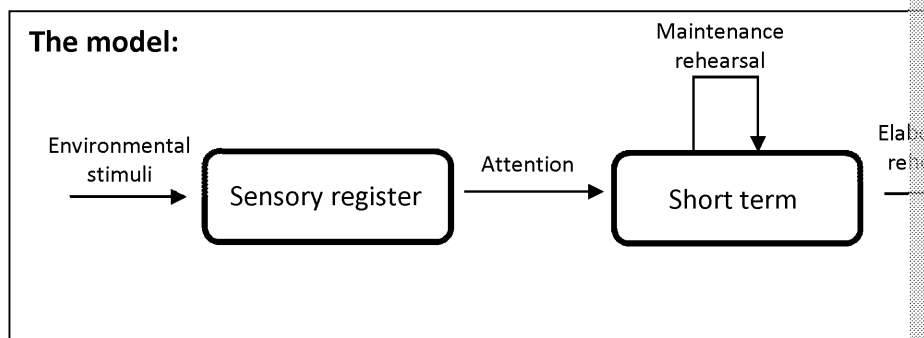 The model:
Maintenance
rehearsal
Environmental
stimuli
Sensory register
Attention
Short term